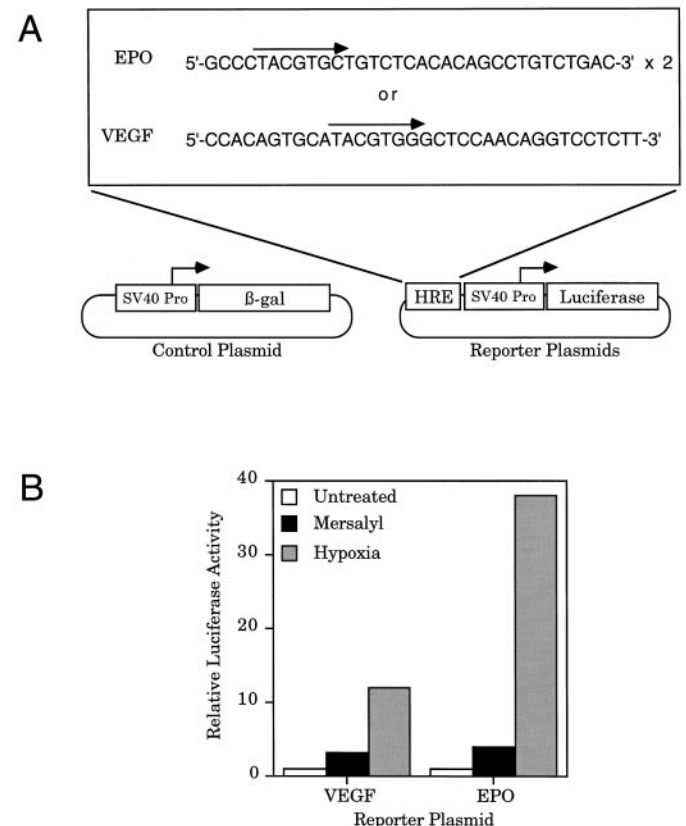 A
EPO 5'-GCCCTACGTGCTGTCTCACACAGCCTGTCTGAC-3' x 2
or
VEGF 5'-CCACAGTGCATACGTGGGCTCCAACAGGTCCTCTT-3'
SV40 Pro ß-gal
HRE SV40 Pro Luciferase
Control Plasmid
Reporter Plasmids
B
40
30
20
10
0
Relative Luciferase Activity
Untreated
Mersalyl
Hypoxia
VEGF EPO
Reporter Plasmid